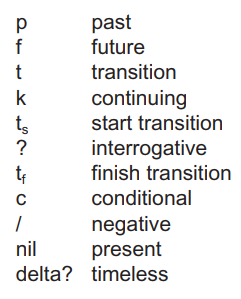 p past
f future
t transition
k continuing
ts start transition
? interrogative
tf finish transition
c conditional
/ negative
nil present
delta? timeless